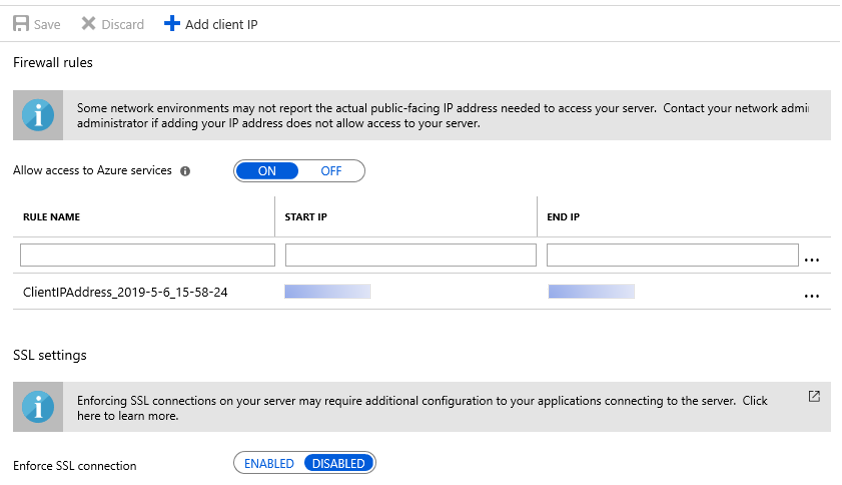 Save Discard Add client IP
Firewall rules
Some network environments may not report the actual public-facing IP address needed to access your server. Contact your network admi
administrator if adding your IP address does not allow access to your server.
Allow access to Azure services ON OFF
RULE NAME START IP END IP
...
ClientIPAddress_2019-5-6_15-58-24 ...
SSL settings
Enforcing SSL connections on your server may require additional configuration to your applications connecting to the server. Click
here to learn more.
Enforce SSL connection ENABLED DISABLED